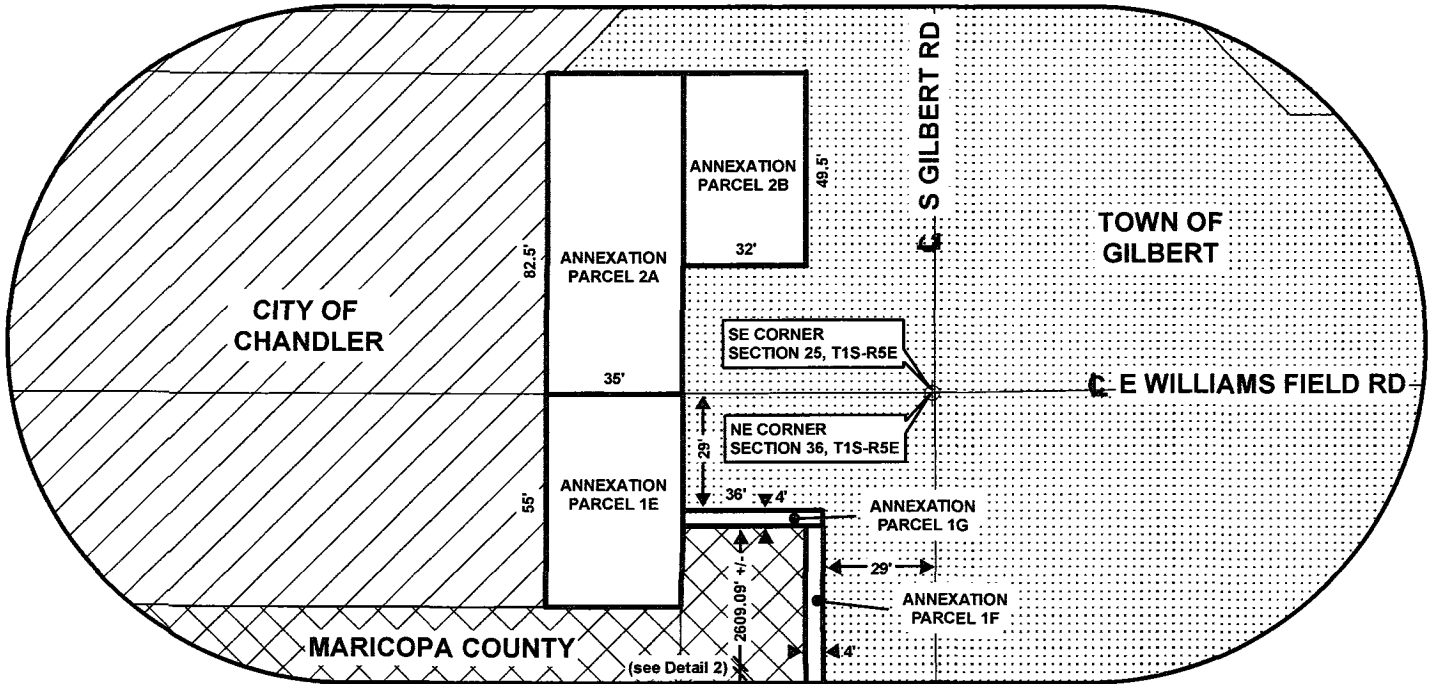 S GILBERT RD
ANNEXATION
PARCEL 2B
49.5'
32'
TOWN OF
GILBERT
82.5'
ANNEXATION
PARCEL 2A
CITY OF
CHANDLER
35'
SE CORNER
SECTION 25, T1S-R5E
E WILLIAMS FIELD RD
NE CORNER
SECTION 36, T1S-R5E
29'
55'
ANNEXATION
PARCEL 1E
36'
4'
ANNEXATION
PARCEL 1G
29'
2609.09' +/-
ANNEXATION
PARCEL 1F
MARICOPA COUNTY
(see Detail 2)
4'